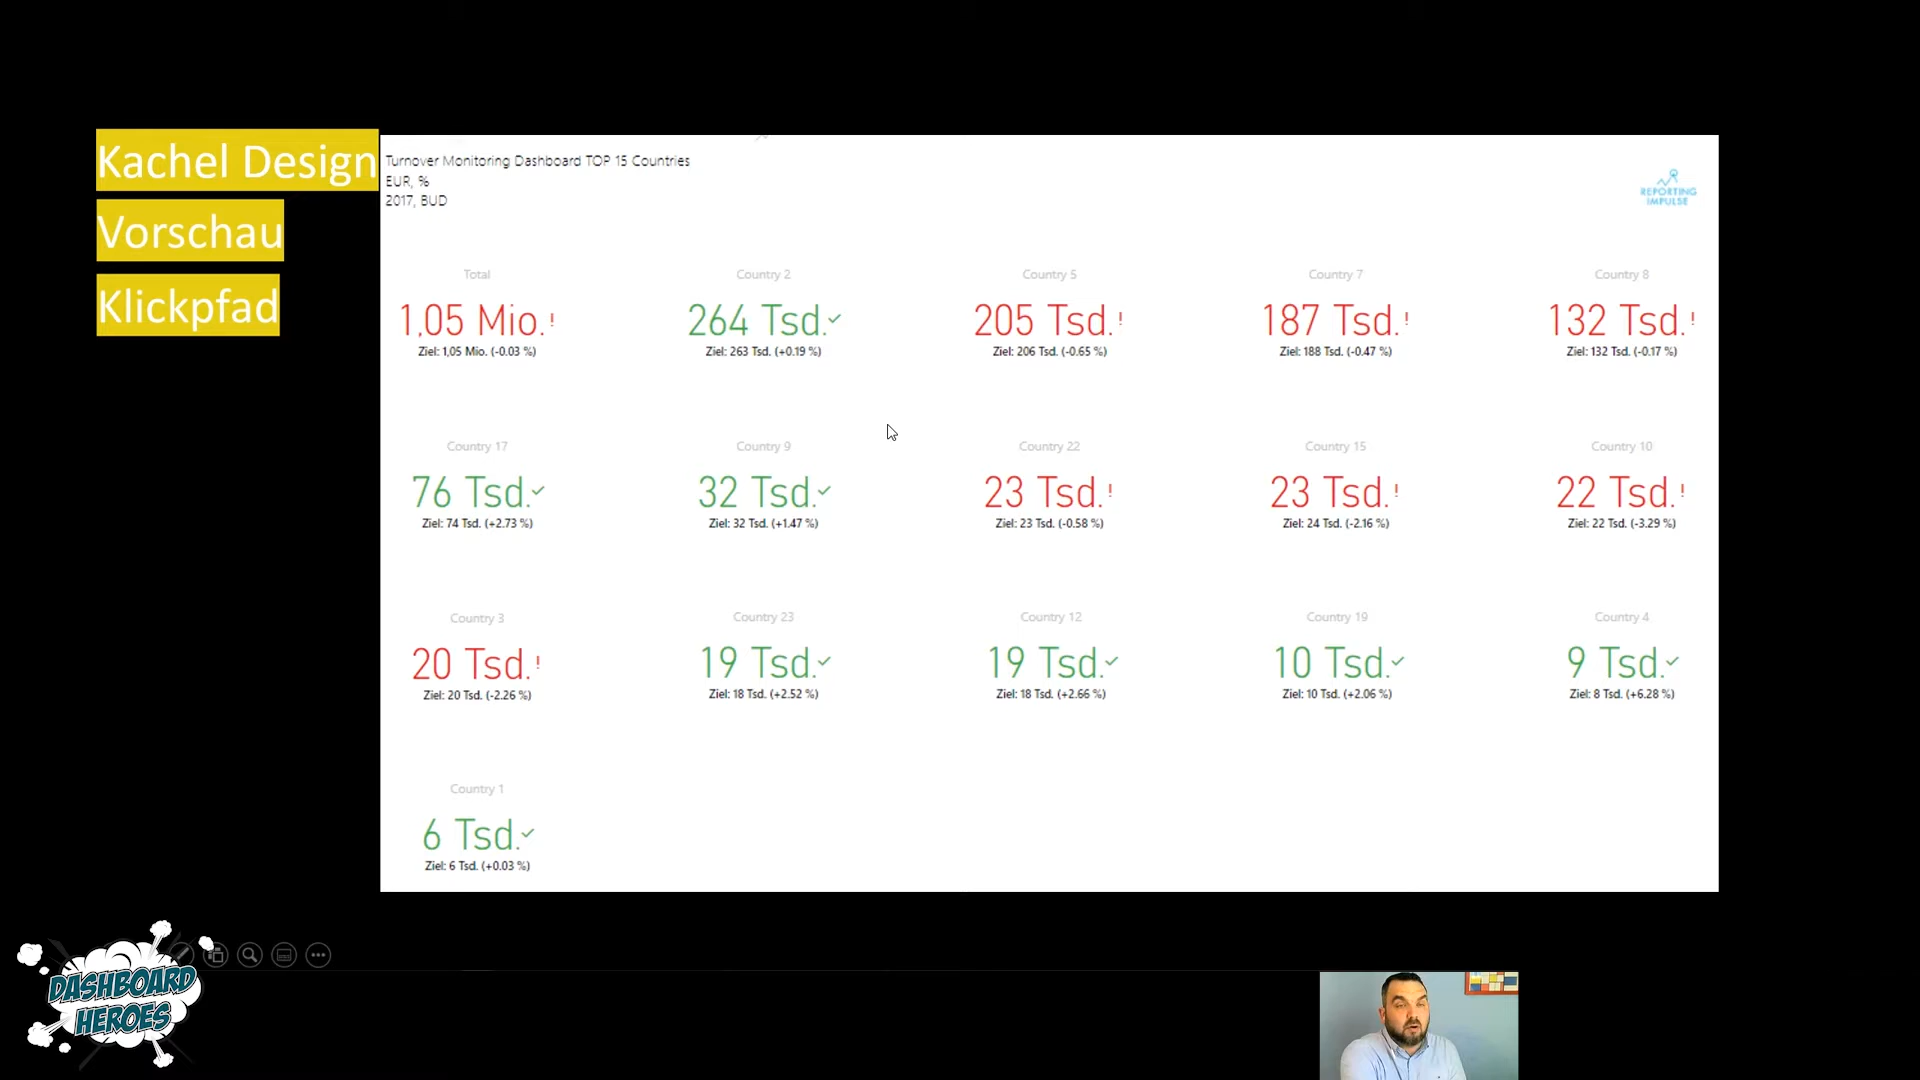 Kachel Design
Vorschau
Klickpfad
Turnover Monitoring Dashboard TOP 15 Countries
EUR, %
2017, BUD
REPORTING
IMPULSE
Total
1,05 Mio.!
Ziel: 1,05 Mio. (-0.03 %)
Country 2
264 Tsd.✓
Ziel: 263 Tsd. (+0.19 %)
Country 5
205 Tsd.!
Ziel: 206 Tsd. (-0.65 %)
Country 7
187 Tsd.!
Ziel: 188 Tsd. (-0.47 %)
Country 8
132 Tsd.!
Ziel: 132 Tsd. (-0.17 %)
Country 17
76 Tsd.✓
Ziel: 74 Tsd. (+2.73 %)
Country 9
32 Tsd.✓
Ziel: 32 Tsd. (+1.47 %)
Country 22
23 Tsd.!
Ziel: 23 Tsd. (-0.58 %)
Country 15
23 Tsd.!
Ziel: 24 Tsd. (-2.16 %)
Country 10
22 Tsd.!
Ziel: 22 Tsd. (-3.29 %)
Country 3
20 Tsd.!
Ziel: 20 Tsd. (-2.26 %)
Country 23
19 Tsd.✓
Ziel: 18 Tsd. (+2.52 %)
Country 12
19 Tsd.✓
Ziel: 18 Tsd. (+2.66 %)
Country 19
10 Tsd.✓
Ziel: 10 Tsd. (+2.06 %)
Country 4
9 Tsd.✓
Ziel: 8 Tsd. (+6.28 %)
Country 1
6 Tsd.✓
Ziel: 6 Tsd. (+0.03 %)
DASHBOARD
HEROES